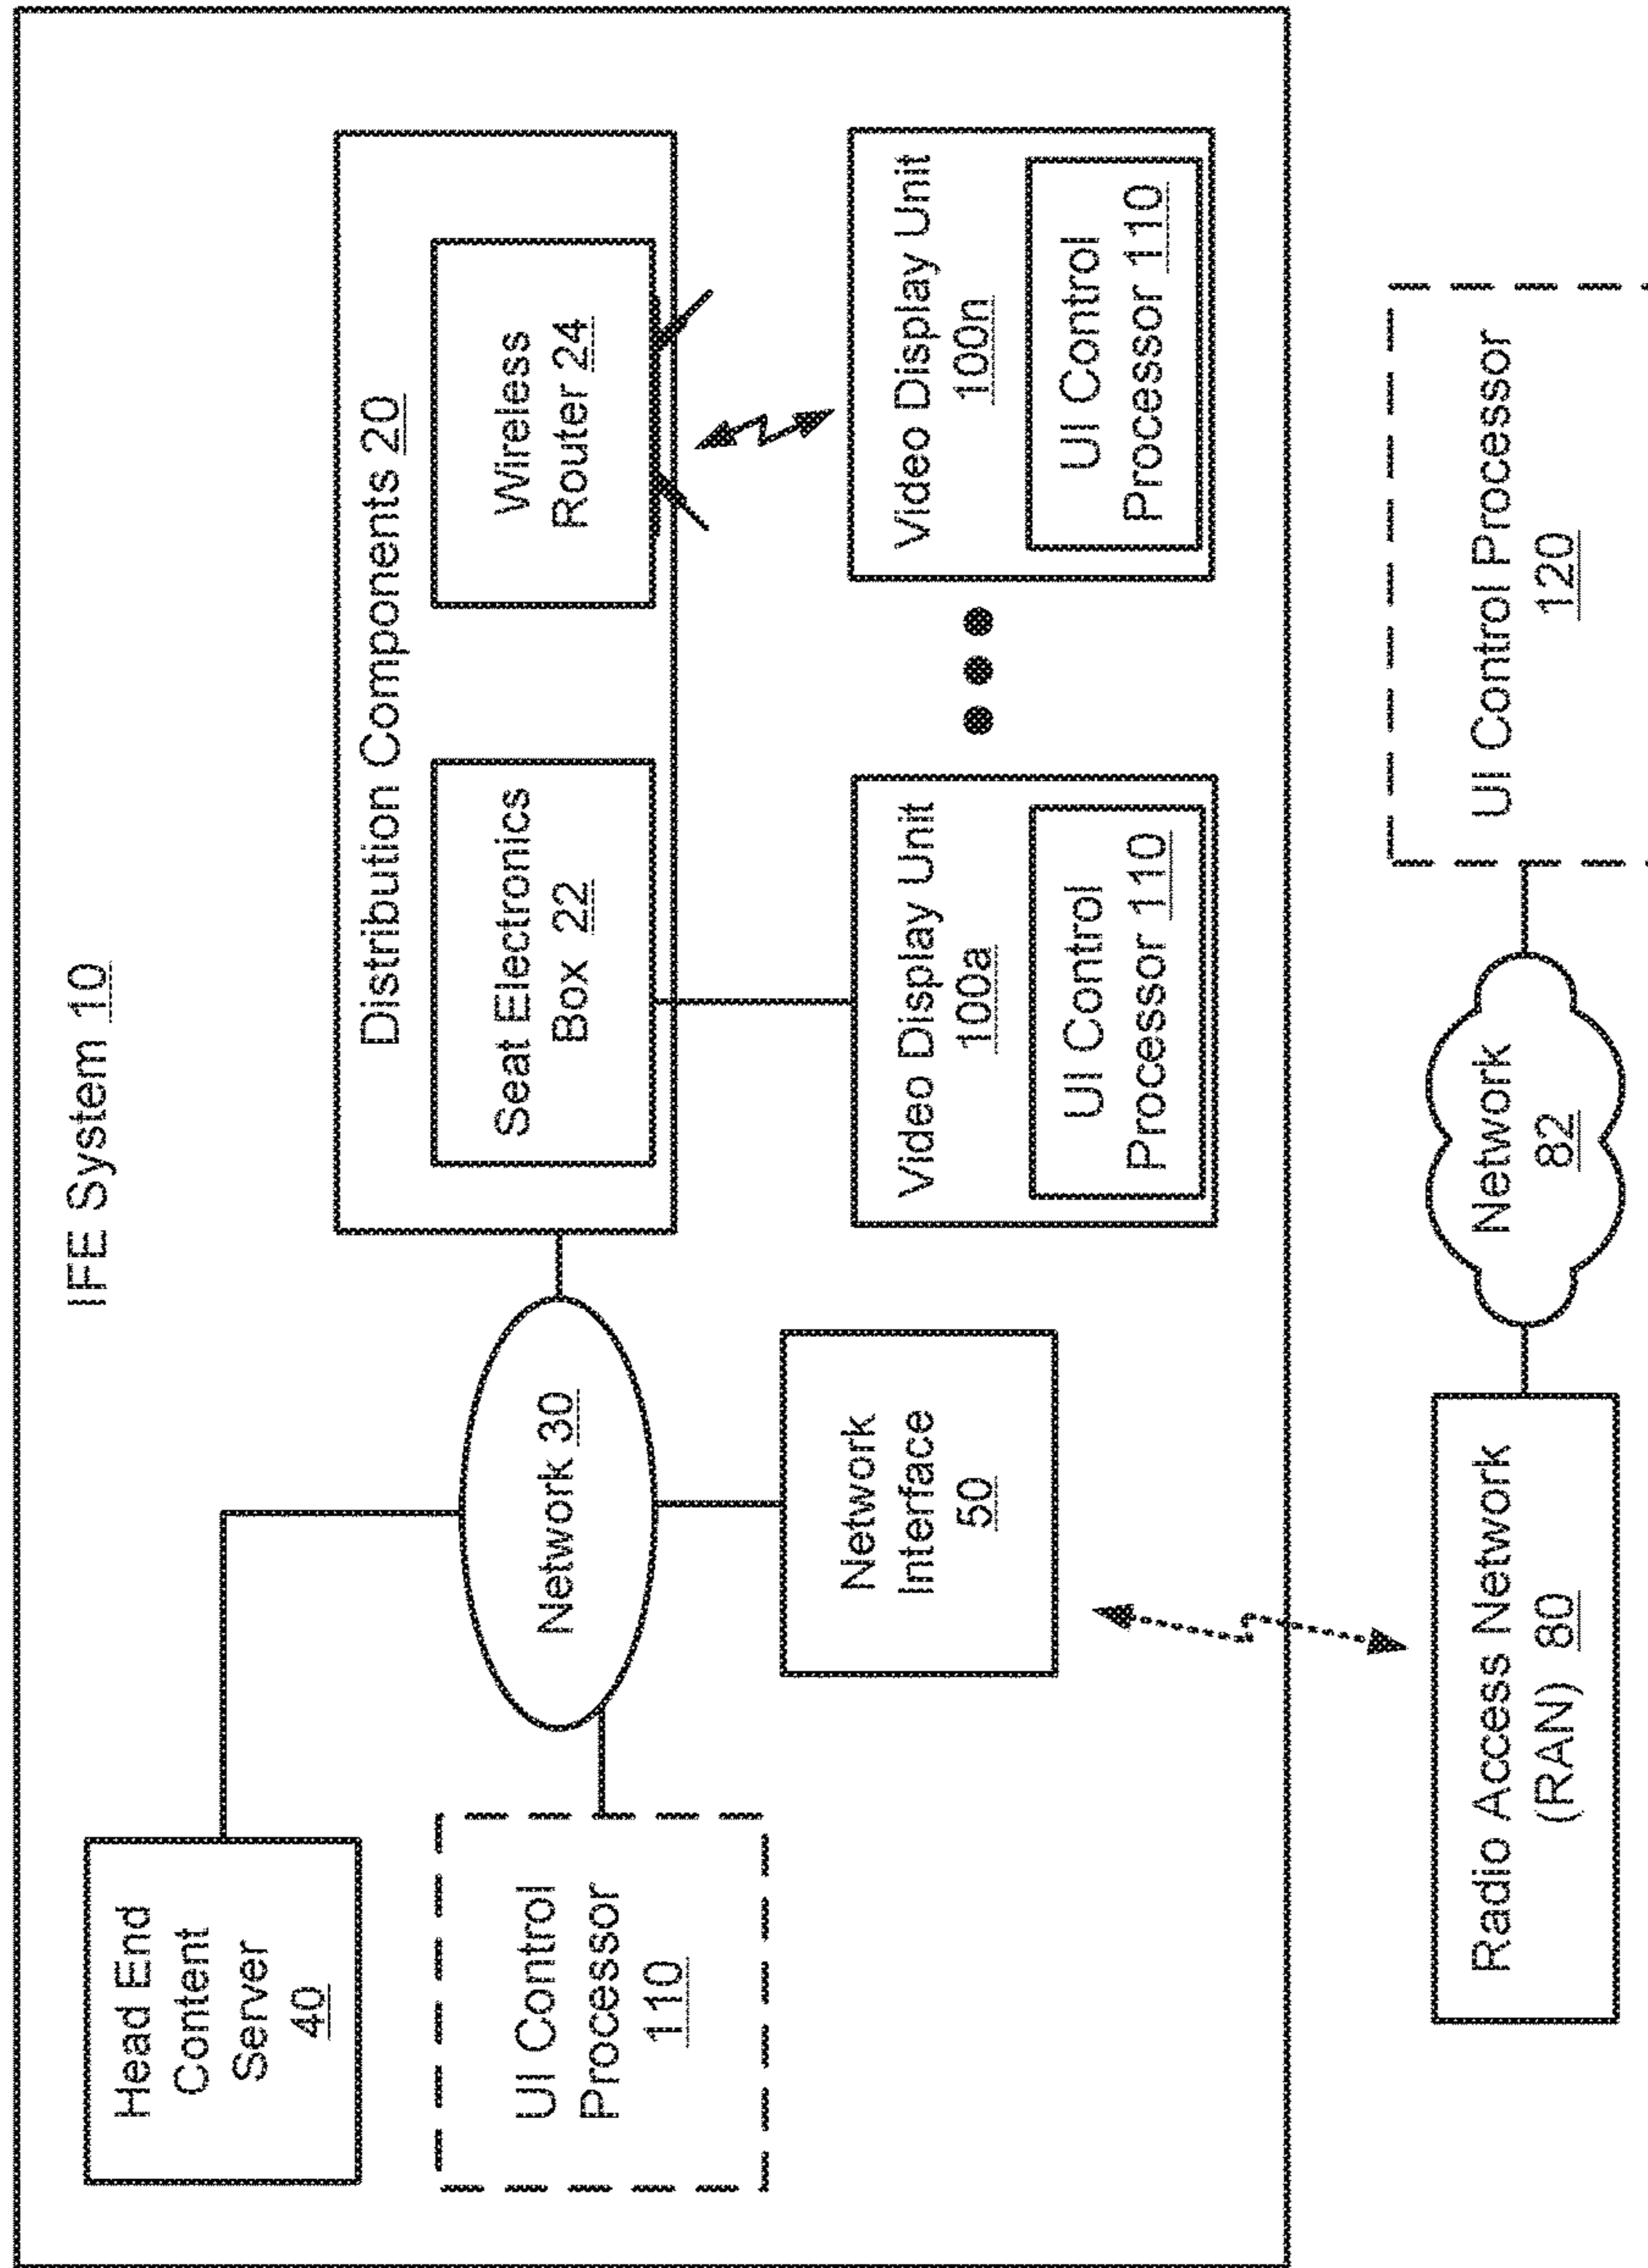 IFE System 10
Head End
Content
Server
40
UI Control
Processor
110
Network 30
Network
Interface
50
Distribution Components 20
Seat Electronics
Box 22
Wireless
Router 24
Video Display Unit
100a
UI Control
Processor 110
Video Display Unit
100n
UI Control
Processor 110
Radio Access Network
(RAN) 80
Network
82
UI Control Processor
120